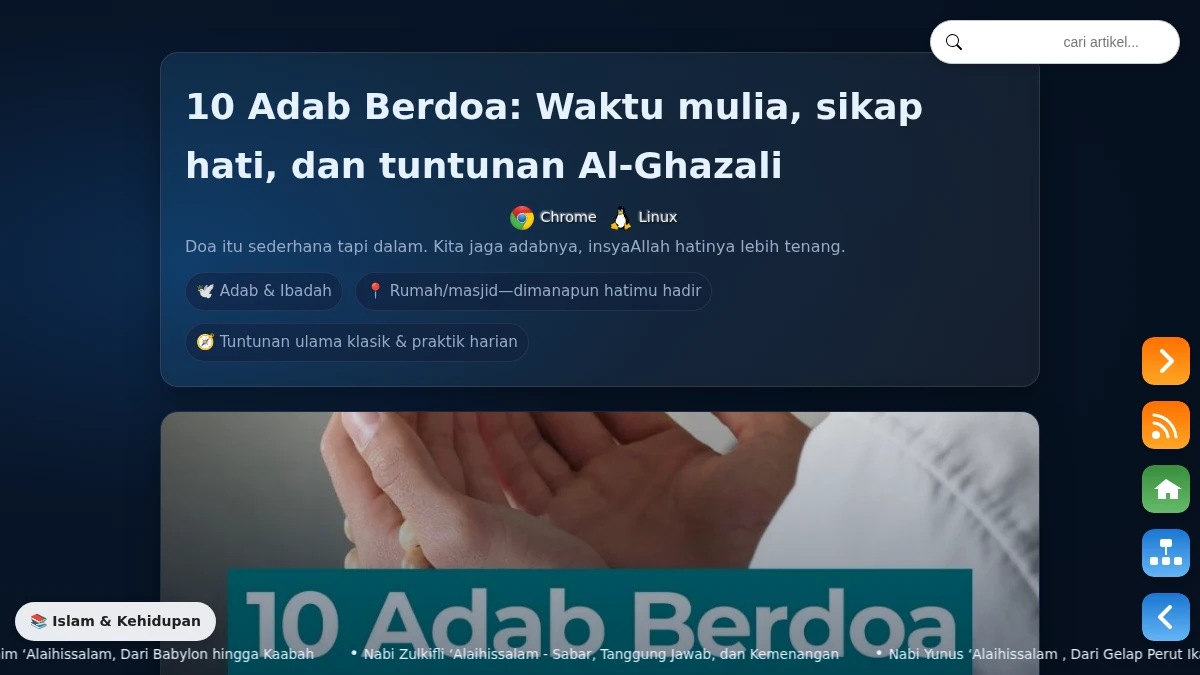 cari artikel...
10 Adab Berdoa: Waktu mulia, sikap
hati, dan tuntunan Al-Ghazali
Chrome Linux
Doa itu sederhana tapi dalam. Kita jaga adabnya, insyaAllah hatinya lebih tenang.
🕊️ Adab & Ibadah 📍 Rumah/masjid—dimanapun hatimu hadir
🧭 Tuntunan ulama klasik & praktik harian
10 Adab Berdoa
📚 Islam & Kehidupan
im ‘Alaihissalam, Dari Babylon hingga Kaabah • Nabi Zulkifli ‘Alaihissalam - Sabar, Tanggung Jawab, dan Kemenangan • Nabi Yunus ‘Alaihissalam , Dari Gelap Perut Ika